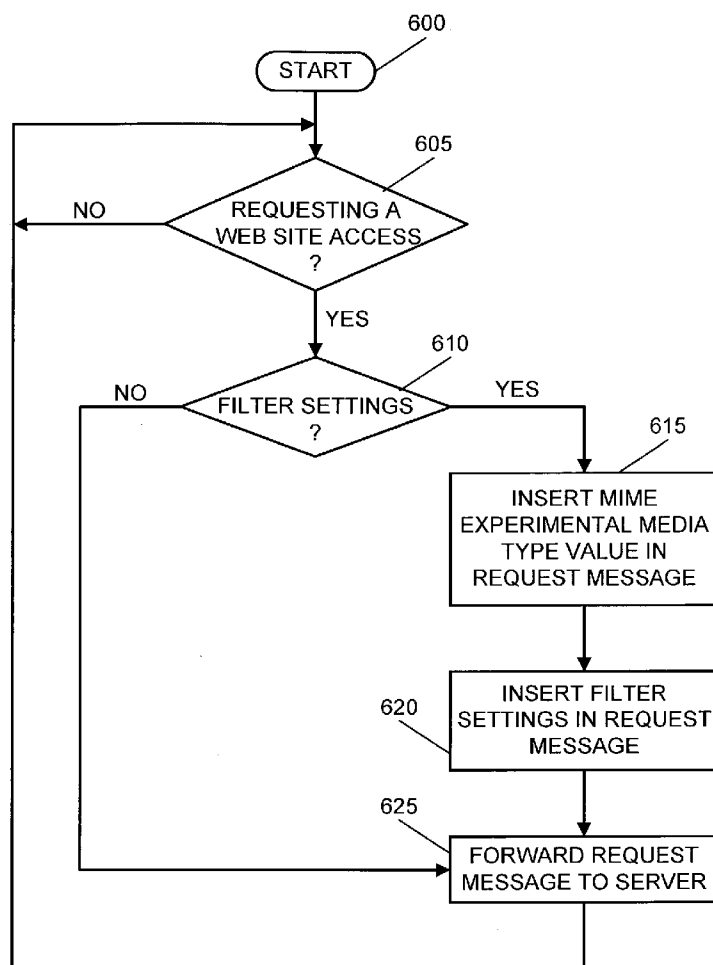 600
START
605
REQUESTING A
WEB SITE ACCESS
?
NO
YES
610
FILTER SETTINGS
?
NO
YES
615
INSERT MIME
EXPERIMENTAL MEDIA
TYPE VALUE IN
REQUEST MESSAGE
620
INSERT FILTER
SETTINGS IN REQUEST
MESSAGE
625
FORWARD REQUEST
MESSAGE TO SERVER